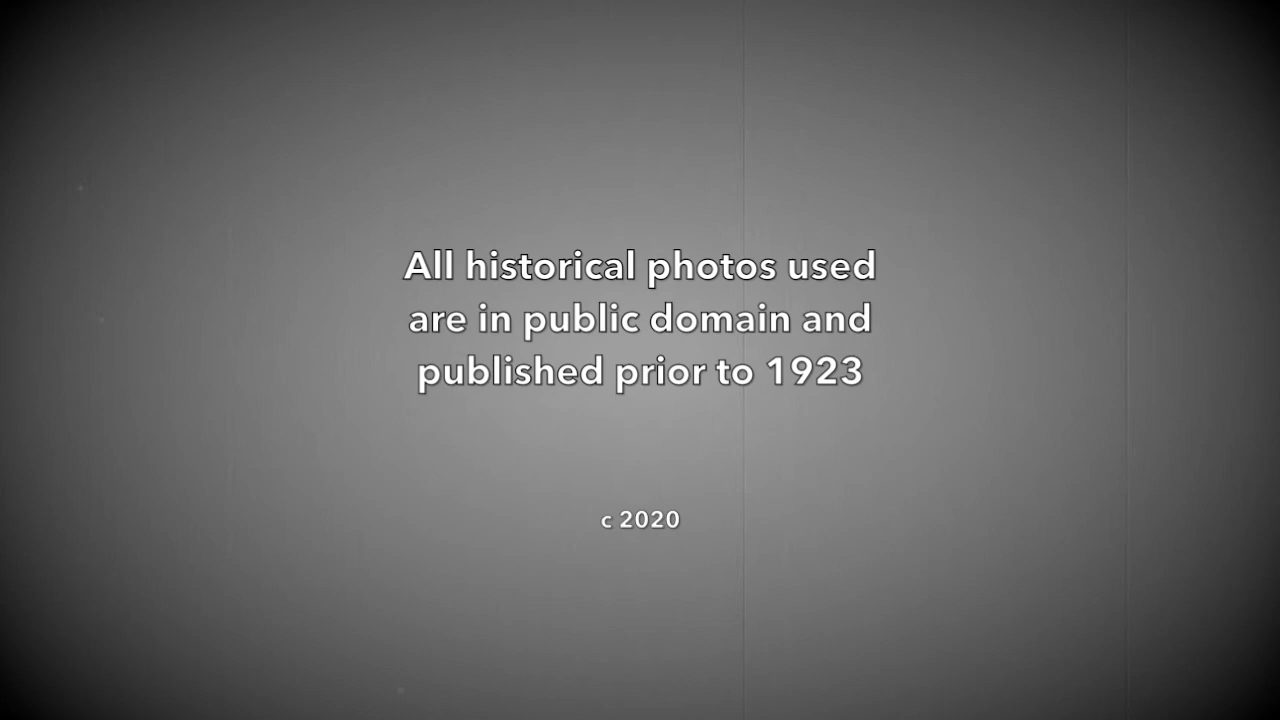 All historical photos used
are in public domain and
published prior to 1923
c 2020